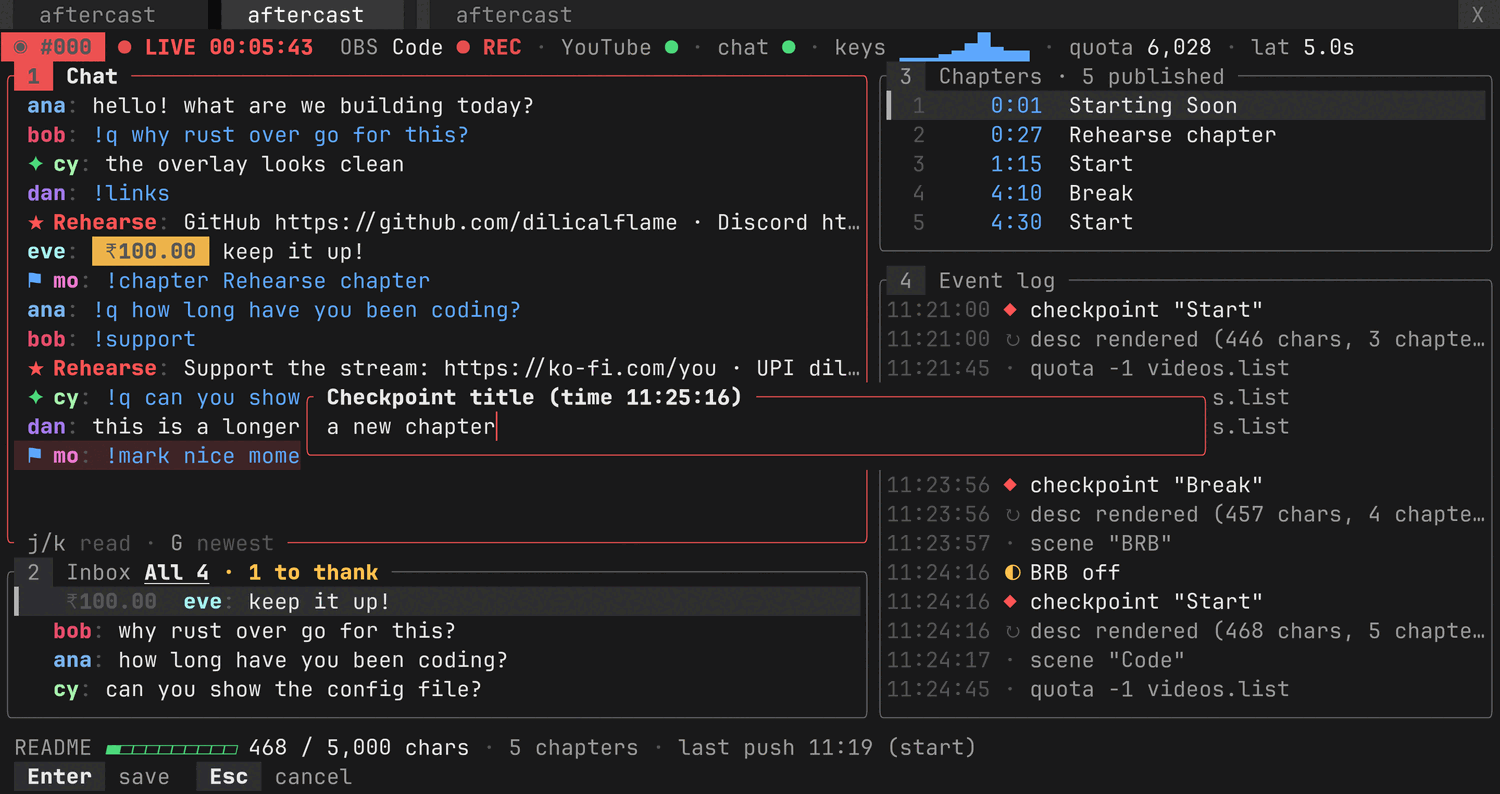 aftercast aftercast aftercast X
◉ #000 ● LIVE 00:05:43 OBS Code ● REC · YouTube ● · chat ● · keys · quota 6,028 · lat 5.0s
1 Chat
ana: hello! what are we building today?
bob: !q why rust over go for this?
✦ cy: the overlay looks clean
dan: !links
★ Rehearse: GitHub https://github.com/dilicalflame · Discord ht…
eve: ₹100.00 keep it up!
⚑ mo: !chapter Rehearse chapter
ana: !q how long have you been coding?
bob: !support
★ Rehearse: Support the stream: https://ko-fi.com/you · UPI dil…
✦ cy: !q can you show
dan: this is a longer
⚑ mo: !mark nice mome
j/k read · G newest
Checkpoint title (time 11:25:16)
a new chapter
2 Inbox All 4 · 1 to thank
₹100.00 eve: keep it up!
bob: why rust over go for this?
ana: how long have you been coding?
cy: can you show the config file?
3 Chapters · 5 published
1 0:01 Starting Soon
2 0:27 Rehearse chapter
3 1:15 Start
4 4:10 Break
5 4:30 Start
4 Event log
11:21:00 ◆ checkpoint "Start"
11:21:00 ↻ desc rendered (446 chars, 3 chapte…
11:21:45 · quota -1 videos.list
s.list
s.list
11:23:56 ◆ checkpoint "Break"
11:23:56 ↻ desc rendered (457 chars, 4 chapte…
11:23:57 · scene "BRB"
11:24:16 ◐ BRB off
11:24:16 ◆ checkpoint "Start"
11:24:16 ↻ desc rendered (468 chars, 5 chapte…
11:24:17 · scene "Code"
11:24:45 · quota -1 videos.list
README 468 / 5,000 chars · 5 chapters · last push 11:19 (start)
Enter save Esc cancel